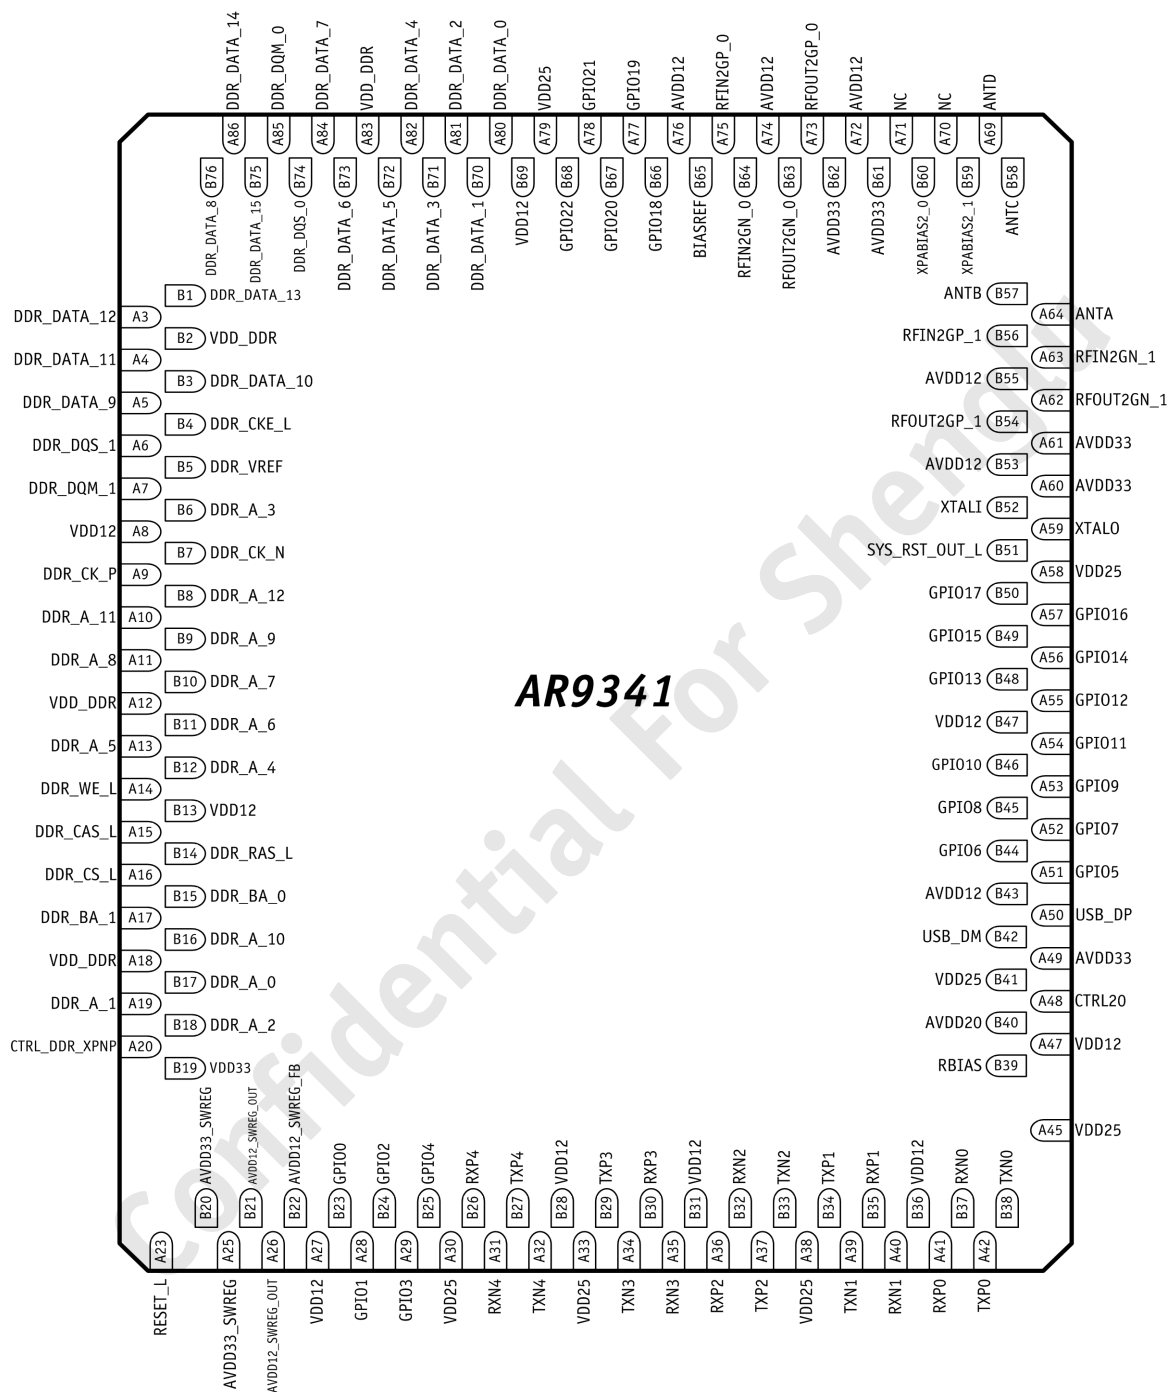 DDR_DATA_14
DDR_DQM_0
DDR_DATA_7
VDD_DDR
DDR_DATA_4
DDR_DATA_2
DDR_DATA_0
VDD25
GPIO21
GPIO19
AVDD12
RFIN2GP_0
AVDD12
RFOUT2GP_0
AVDD12
NC
NC
ANTD
A86
A85
A84
A83
A82
A81
A80
A79
A78
A77
A76
A75
A74
A73
A72
A71
A70
A69
B76
B75
B74
B73
B72
B71
B70
B69
B68
B67
B66
B65
B64
B63
B62
B61
B60
B59
B58
DDR_DATA_8
DDR_DATA_15
DDR_DQS_0
DDR_DATA_6
DDR_DATA_5
DDR_DATA_3
DDR_DATA_1
VDD12
GPIO22
GPIO20
GPIO18
BIASREF
RFIN2GN_0
RFOUT2GN_0
AVDD33
AVDD33
XPABIAS2_0
XPABIAS2_1
ANTC
B1 DDR_DATA_13
DDR_DATA_12 A3
B2 VDD_DDR
DDR_DATA_11 A4
B3 DDR_DATA_10
DDR_DATA_9 A5
B4 DDR_CKE_L
DDR_DQS_1 A6
B5 DDR_VREF
DDR_DQM_1 A7
B6 DDR_A_3
VDD12 A8
B7 DDR_CK_N
DDR_CK_P A9
B8 DDR_A_12
DDR_A_11 A10
B9 DDR_A_9
DDR_A_8 A11
B10 DDR_A_7
VDD_DDR A12
B11 DDR_A_6
DDR_A_5 A13
B12 DDR_A_4
DDR_WE_L A14
B13 VDD12
DDR_CAS_L A15
B14 DDR_RAS_L
DDR_CS_L A16
B15 DDR_BA_0
DDR_BA_1 A17
B16 DDR_A_10
VDD_DDR A18
B17 DDR_A_0
DDR_A_1 A19
B18 DDR_A_2
CTRL_DDR_XPNP A20
B19 VDD33
AR9341
Confidential For Shenglu
ANTB B57
A64 ANTA
RFIN2GP_1 B56
A63 RFIN2GN_1
AVDD12 B55
A62 RFOUT2GN_1
RFOUT2GP_1 B54
A61 AVDD33
AVDD12 B53
A60 AVDD33
XTALI B52
A59 XTALO
SYS_RST_OUT_L B51
A58 VDD25
GPIO17 B50
A57 GPIO16
GPIO15 B49
A56 GPIO14
GPIO13 B48
A55 GPIO12
VDD12 B47
A54 GPIO11
GPIO10 B46
A53 GPIO9
GPIO8 B45
A52 GPIO7
GPIO6 B44
A51 GPIO5
AVDD12 B43
A50 USB_DP
USB_DM B42
A49 AVDD33
VDD25 B41
A48 CTRL20
AVDD20 B40
A47 VDD12
RBIAS B39
A45 VDD25
AVDD33_SWREG
AVDD12_SWREG_OUT
AVDD12_SWREG_FB
GPIO0
GPIO2
GPIO4
RXP4
TXP4
VDD12
TXP3
RXP3
VDD12
RXN2
TXN2
TXP1
RXP1
VDD12
RXN0
TXN0
B20
B21
B22
B23
B24
B25
B26
B27
B28
B29
B30
B31
B32
B33
B34
B35
B36
B37
B38
A23
A25
A26
A27
A28
A29
A30
A31
A32
A33
A34
A35
A36
A37
A38
A39
A40
A41
A42
RESET_L
AVDD33_SWREG
AVDD12_SWREG_OUT
VDD12
GPIO1
GPIO3
VDD25
RXN4
TXN4
VDD25
TXN3
RXN3
RXP2
TXP2
VDD25
TXN1
RXN1
RXP0
TXP0